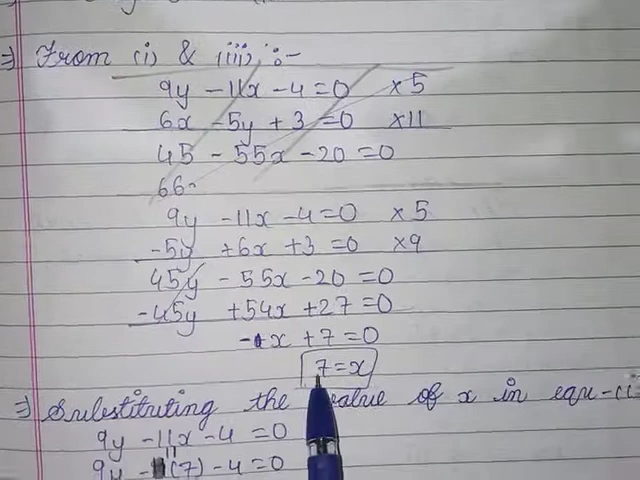 ⇒ From (i) & (iii) :-
9y - 11x - 4 = 0 x 5
6x - 5y + 3 = 0 x 11
45 - 55x - 20 = 0
66
9y - 11x - 4 = 0 x 5
-5y + 6x + 3 = 0 x 9
45y - 55x - 20 = 0
-45y + 54x + 27 = 0
-x + 7 = 0
7 = x
⇒ Substituting the value of x in equ-(i
9y - 11x - 4 = 0
9y - 11(7) - 4 = 0